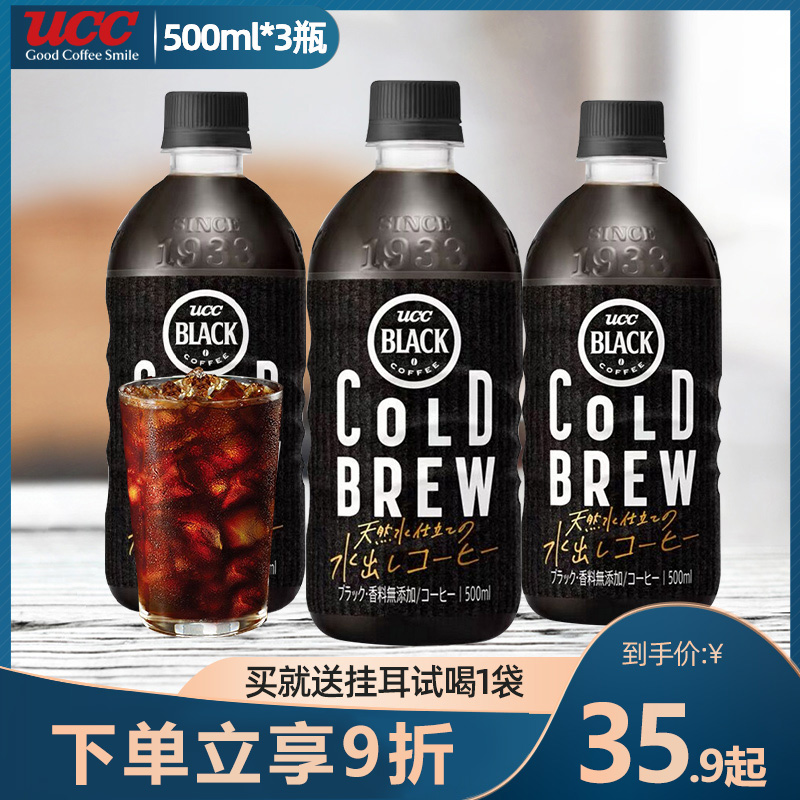 ucc
Good Coffee Smile
500ml*3瓶
SINCE
1933
ucc
BLACK
COFFEE
SINCE
1933
ucc
BLACK
COFFEE
COLD
BREW
天然水仕立ての
水出しコーヒー
ブラック・香料無添加/コーヒー | 500ml
SINCE
1933
ucc
BLACK
COFFEE
COLD
BREW
天然水仕立ての
水出しコーヒー
ブラック・香料無添加/コーヒー | 500ml
买就送挂耳试喝1袋
下单立享9折
到手价:¥
35.9起